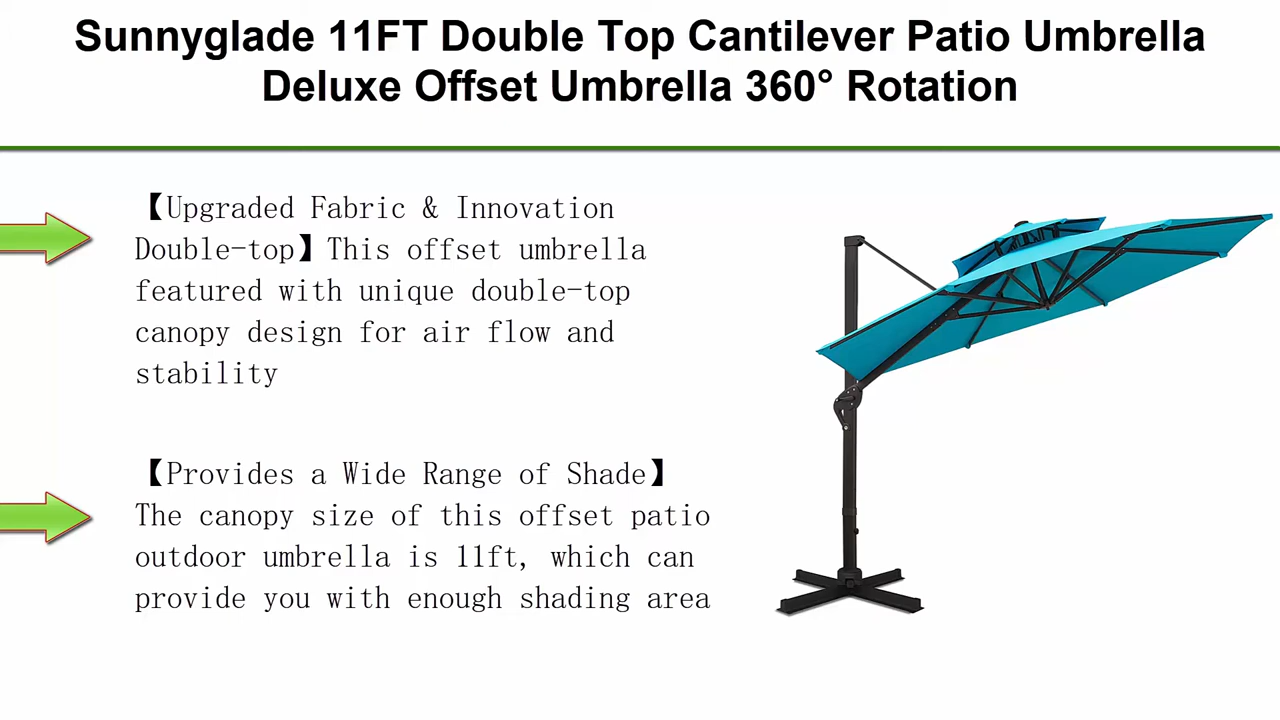 Sunnyglade 11FT Double Top Cantilever Patio Umbrella
Deluxe Offset Umbrella 360° Rotation
【Upgraded Fabric & Innovation
Double-top】This offset umbrella
featured with unique double-top
canopy design for air flow and
stability
【Provides a Wide Range of Shade】
The canopy size of this offset patio
outdoor umbrella is 11ft, which can
provide you with enough shading area